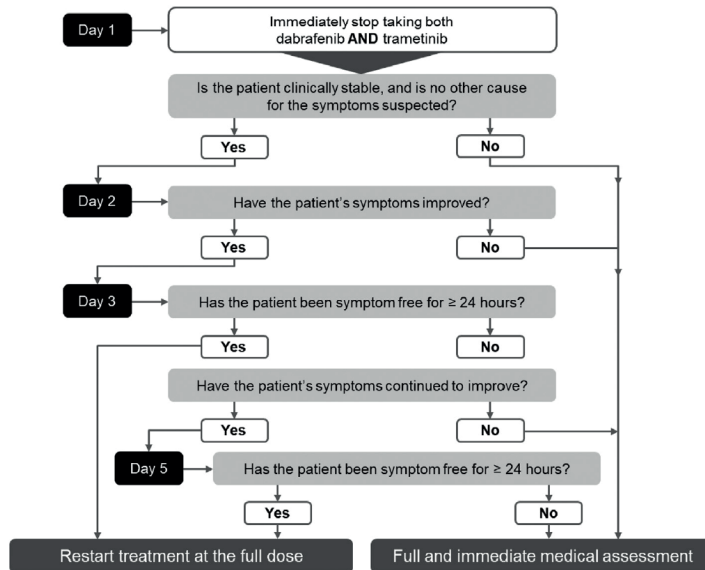 Day 1
Immediately stop taking both
dabrafenib AND trametinib
Is the patient clinically stable, and is no other cause
for the symptoms suspected?
Yes
No
Day 2
Have the patient's symptoms improved?
Yes
No
Day 3
Has the patient been symptom free for ≥ 24 hours?
Yes
No
Have the patient's symptoms continued to improve?
Yes
No
Day 5
Has the patient been symptom free for ≥ 24 hours?
Yes
No
Restart treatment at the full dose
Full and immediate medical assessment